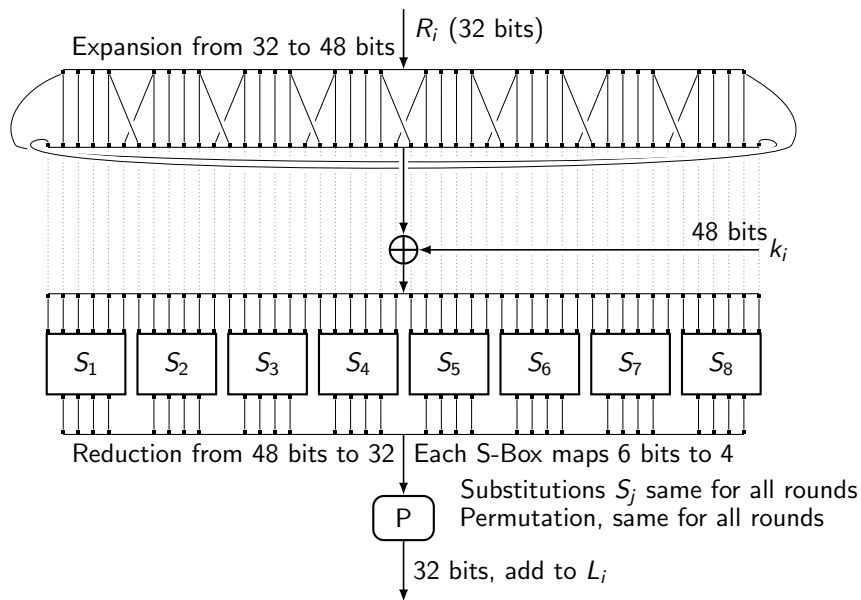 R_i (32 bits)
Expansion from 32 to 48 bits
48 bits
k_i
S_1 S_2 S_3 S_4 S_5 S_6 S_7 S_8
Reduction from 48 bits to 32 Each S-Box maps 6 bits to 4
Substitutions S_j same for all rounds
P Permutation, same for all rounds
32 bits, add to L_i